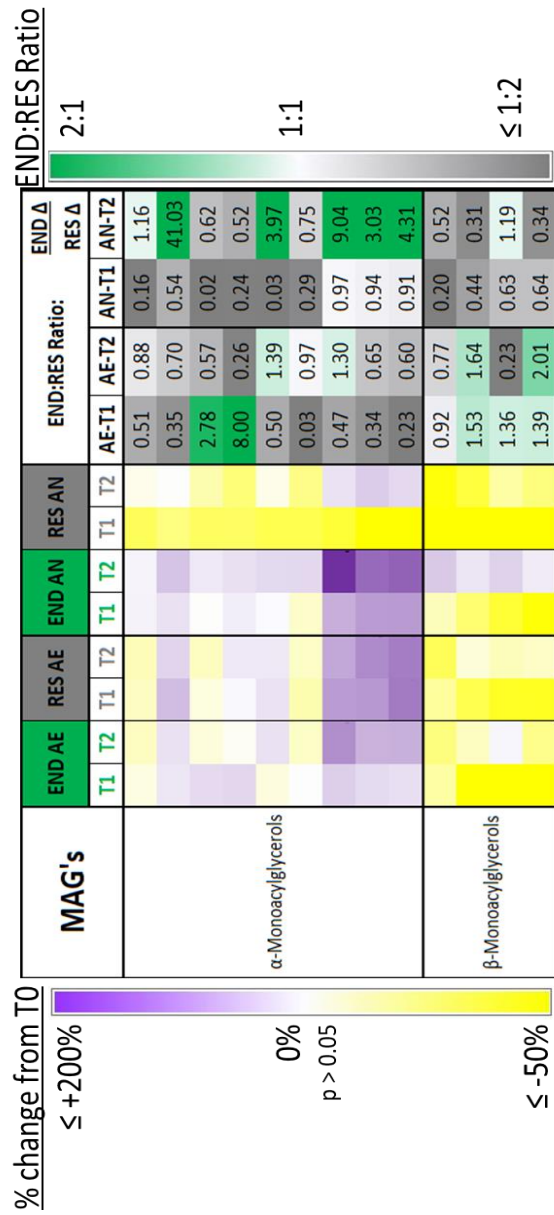 % change from T0
≤ +200%
0%
p > 0.05
≤ -50%
MAG's END AE RES AE END AN RES AN END:RES Ratio: END Δ
RES Δ
T1 T2 T1 T2 T1 T2 T1 T2 AE-T1 AE-T2 AN-T1 AN-T2
α-Monoacylglycerols
0.51 0.88 0.16 1.16
0.35 0.70 0.54 41.03
2.78 0.57 0.02 0.62
8.00 0.26 0.24 0.52
0.50 1.39 0.03 3.97
0.03 0.97 0.29 0.75
0.47 1.30 0.97 9.04
0.34 0.65 0.94 3.03
0.23 0.60 0.91 4.31
β-Monoacylglycerols
0.92 0.77 0.20 0.52
1.53 1.64 0.44 0.31
1.36 0.23 0.63 1.19
1.39 2.01 0.64 0.34
END:RES Ratio
2:1
1:1
≤ 1:2